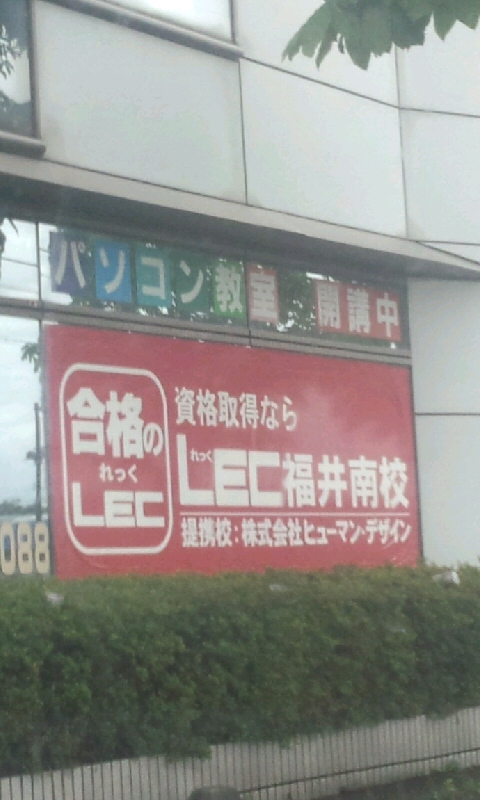 パソコン教室 開講中
合格の
れっく
LEC
資格取得なら
れっく
LEC福井南校
提携校:株式会社ヒューマン・デザイン
088